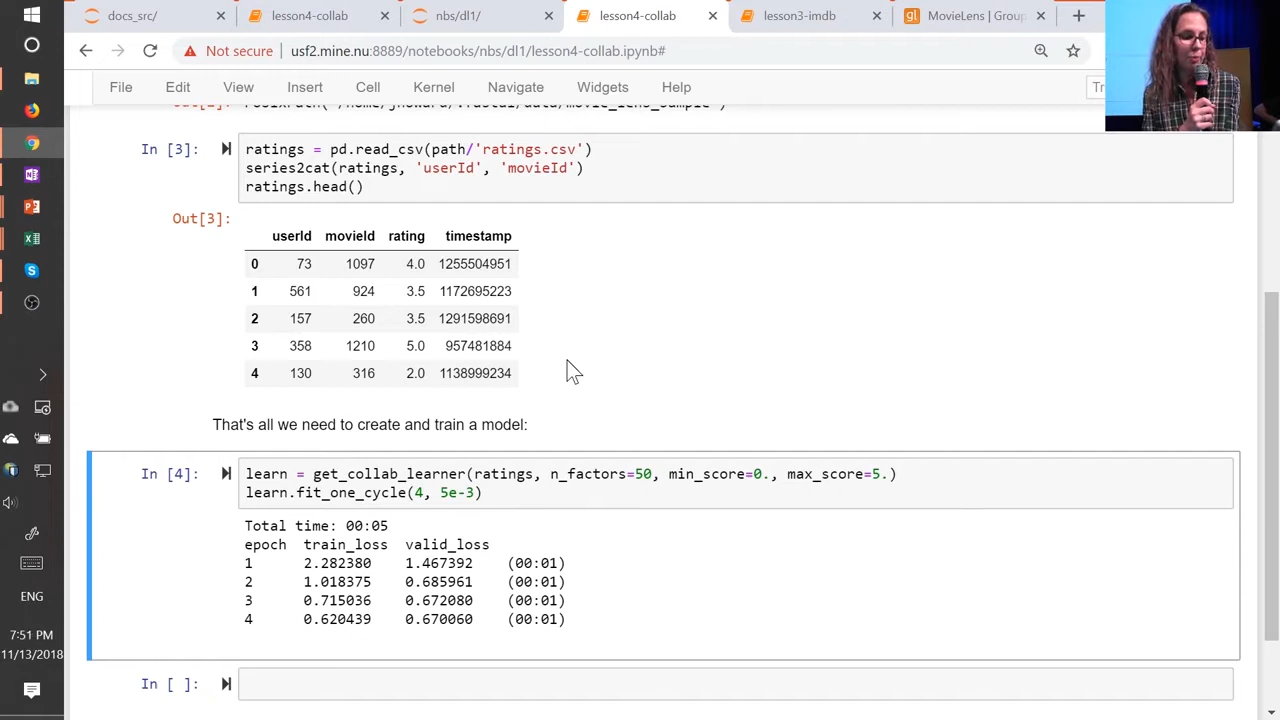 docs_src/
lesson4-collab
nbs/dl1/
lesson4-collab
lesson3-imdb
MovieLens | Group
Not secure | usf2.mine.nu:8889/notebooks/nbs/dl1/lesson4-collab.ipynb#
File Edit View Insert Cell Kernel Navigate Widgets Help
In [3]: ratings = pd.read_csv(path/'ratings.csv')
series2cat(ratings, 'userId', 'movieId')
ratings.head()
Out[3]:
userId movieId rating timestamp
0 73 1097 4.0 1255504951
1 561 924 3.5 1172695223
2 157 260 3.5 1291598691
3 358 1210 5.0 957481884
4 130 316 2.0 1138999234
That's all we need to create and train a model:
In [4]: learn = get_collab_learner(ratings, n_factors=50, min_score=0., max_score=5.)
learn.fit_one_cycle(4, 5e-3)
Total time: 00:05
epoch train_loss valid_loss
1 2.282380 1.467392 (00:01)
2 1.018375 0.685961 (00:01)
3 0.715036 0.672080 (00:01)
4 0.620439 0.670060 (00:01)
In [ ]:
ENG
7:51 PM
11/13/2018